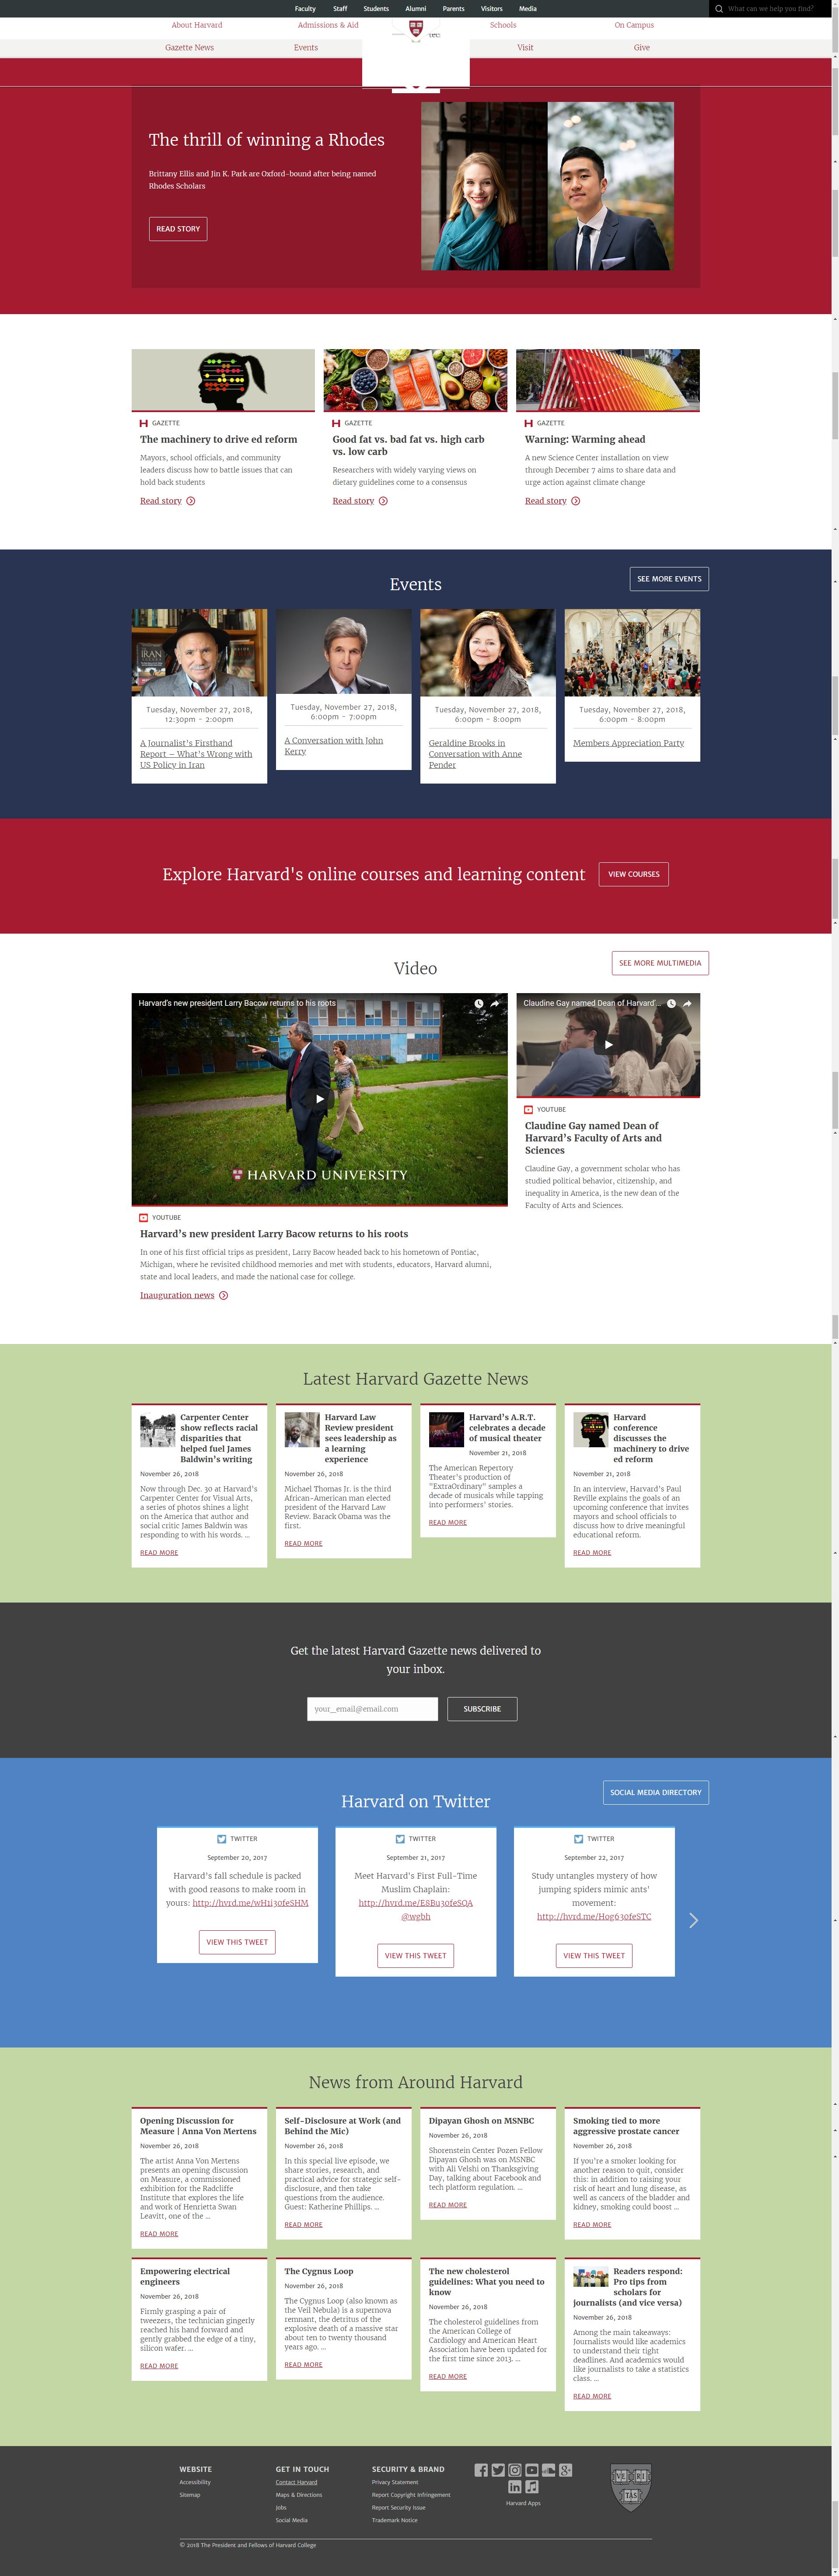 Faculty Staff Students Alumni Parents Visitors Media
What can we help you find?
About Harvard Admissions & Aid Schools On Campus
Gazette News Events Visit Give
The thrill of winning a Rhodes
Brittany Ellis and Jin K. Park are Oxford-bound after being named
Rhodes Scholars
READ STORY
GAZETTE
The machinery to drive ed reform
Mayors, school officials, and community
leaders discuss how to battle issues that can
hold back students
Read story
GAZETTE
Good fat vs. bad fat vs. high carb
vs. low carb
Researchers with widely varying views on
dietary guidelines come to a consensus
Read story
GAZETTE
Warning: Warming ahead
A new Science Center installation on view
through December 7 aims to share data and
urge action against climate change
Read story
Events
SEE MORE EVENTS
IRAN
Tuesday, November 27, 2018,
12:30pm - 2:00pm
A Journalist's Firsthand
Report – What's Wrong with
US Policy in Iran
Tuesday, November 27, 2018,
6:00pm - 7:00pm
A Conversation with John
Kerry
Tuesday, November 27, 2018,
6:00pm - 8:00pm
Geraldine Brooks in
Conversation with Anne
Pender
Tuesday, November 27, 2018,
6:00pm - 8:00pm
Members Appreciation Party
Explore Harvard's online courses and learning content
VIEW COURSES
Video
SEE MORE MULTIMEDIA
Harvard's new president Larry Bacow returns to his roots
HARVARD UNIVERSITY
YOUTUBE
Harvard's new president Larry Bacow returns to his roots
In one of his first official trips as president, Larry Bacow headed back to his hometown of Pontiac,
Michigan, where he revisited childhood memories and met with students, educators, Harvard alumni,
state and local leaders, and made the national case for college.
Inauguration news
Claudine Gay named Dean of Harvard'...
YOUTUBE
Claudine Gay named Dean of
Harvard's Faculty of Arts and
Sciences
Claudine Gay, a government scholar who has
studied political behavior, citizenship, and
inequality in America, is the new dean of the
Faculty of Arts and Sciences.
Latest Harvard Gazette News
Carpenter Center
show reflects racial
disparities that
helped fuel James
Baldwin's writing
November 26, 2018
Now through Dec. 30 at Harvard's
Carpenter Center for Visual Arts,
a series of photos shines a light
on the America that author and
social critic James Baldwin was
responding to with his words. ...
READ MORE
Harvard Law
Review president
sees leadership as
a learning
experience
November 26, 2018
Michael Thomas Jr. is the third
African-American man elected
president of the Harvard Law
Review. Barack Obama was the
first.
READ MORE
Harvard's A.R.T.
celebrates a decade
of musical theater
November 21, 2018
The American Repertory
Theater's production of
"ExtraOrdinary" samples a
decade of musicals while tapping
into performers' stories.
READ MORE
Harvard
conference
discusses the
machinery to drive
ed reform
November 21, 2018
In an interview, Harvard's Paul
Reville explains the goals of an
upcoming conference that invites
mayors and school officials to
discuss how to drive meaningful
educational reform.
READ MORE
Get the latest Harvard Gazette news delivered to
your inbox.
your_email@email.com
SUBSCRIBE
Harvard on Twitter
SOCIAL MEDIA DIRECTORY
TWITTER
September 20, 2017
Harvard's fall schedule is packed
with good reasons to make room in
yours: http://hvrd.me/wH1i30feSHM
VIEW THIS TWEET
TWITTER
September 21, 2017
Meet Harvard's First Full-Time
Muslim Chaplain:
http://hvrd.me/E8Bu30feSQA
@wgbh
VIEW THIS TWEET
TWITTER
September 22, 2017
Study untangles mystery of how
jumping spiders mimic ants'
movement:
http://hvrd.me/Hog630feSTC
VIEW THIS TWEET
News from Around Harvard
Opening Discussion for
Measure | Anna Von Mertens
November 26, 2018
The artist Anna Von Mertens
presents an opening discussion
on Measure, a commissioned
exhibition for the Radcliffe
Institute that explores the life
and work of Henrietta Swan
Leavitt, one of the ...
READ MORE
Self-Disclosure at Work (and
Behind the Mic)
November 26, 2018
In this special live episode, we
share stories, research, and
practical advice for strategic self-
disclosure, and then take
questions from the audience.
Guest: Katherine Phillips. ...
READ MORE
Dipayan Ghosh on MSNBC
November 26, 2018
Shorenstein Center Pozen Fellow
Dipayan Ghosh was on MSNBC
with Ali Velshi on Thanksgiving
Day, talking about Facebook and
tech platform regulation. ...
READ MORE
Smoking tied to more
aggressive prostate cancer
November 26, 2018
If you're a smoker looking for
another reason to quit, consider
this: in addition to raising your
risk of heart and lung disease, as
well as cancers of the bladder and
kidney, smoking could boost ...
READ MORE
Empowering electrical
engineers
November 26, 2018
Firmly grasping a pair of
tweezers, the technician gingerly
reached his hand forward and
gently grabbed the edge of a tiny,
silicon wafer. ...
READ MORE
The Cygnus Loop
November 26, 2018
The Cygnus Loop (also known as
the Veil Nebula) is a supernova
remnant, the detritus of the
explosive death of a massive star
about ten to twenty thousand
years ago. ...
READ MORE
The new cholesterol
guidelines: What you need to
know
November 26, 2018
The cholesterol guidelines from
the American College of
Cardiology and American Heart
Association have been updated for
the first time since 2013. ...
READ MORE
Readers respond:
Pro tips from
scholars for
journalists (and vice versa)
November 26, 2018
Among the main takeaways:
Journalists would like academics
to understand their tight
deadlines. And academics would
like journalists to take a statistics
class. ...
READ MORE
WEBSITE
Accessibility
Sitemap
GET IN TOUCH
Contact Harvard
Maps & Directions
Jobs
Social Media
SECURITY & BRAND
Privacy Statement
Report Copyright Infringement
Report Security Issue
Trademark Notice
Harvard Apps
VE RI
TAS
© 2018 The President and Fellows of Harvard College